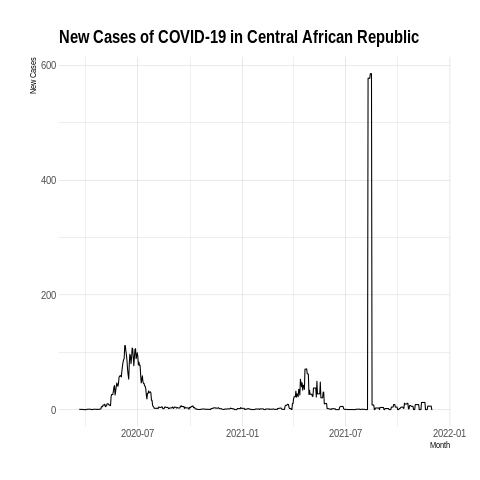 New Cases of COVID-19 in Central African Republic
New Cases
600
400
200
0
2020-07
2021-01
2021-07
2022-01
Month